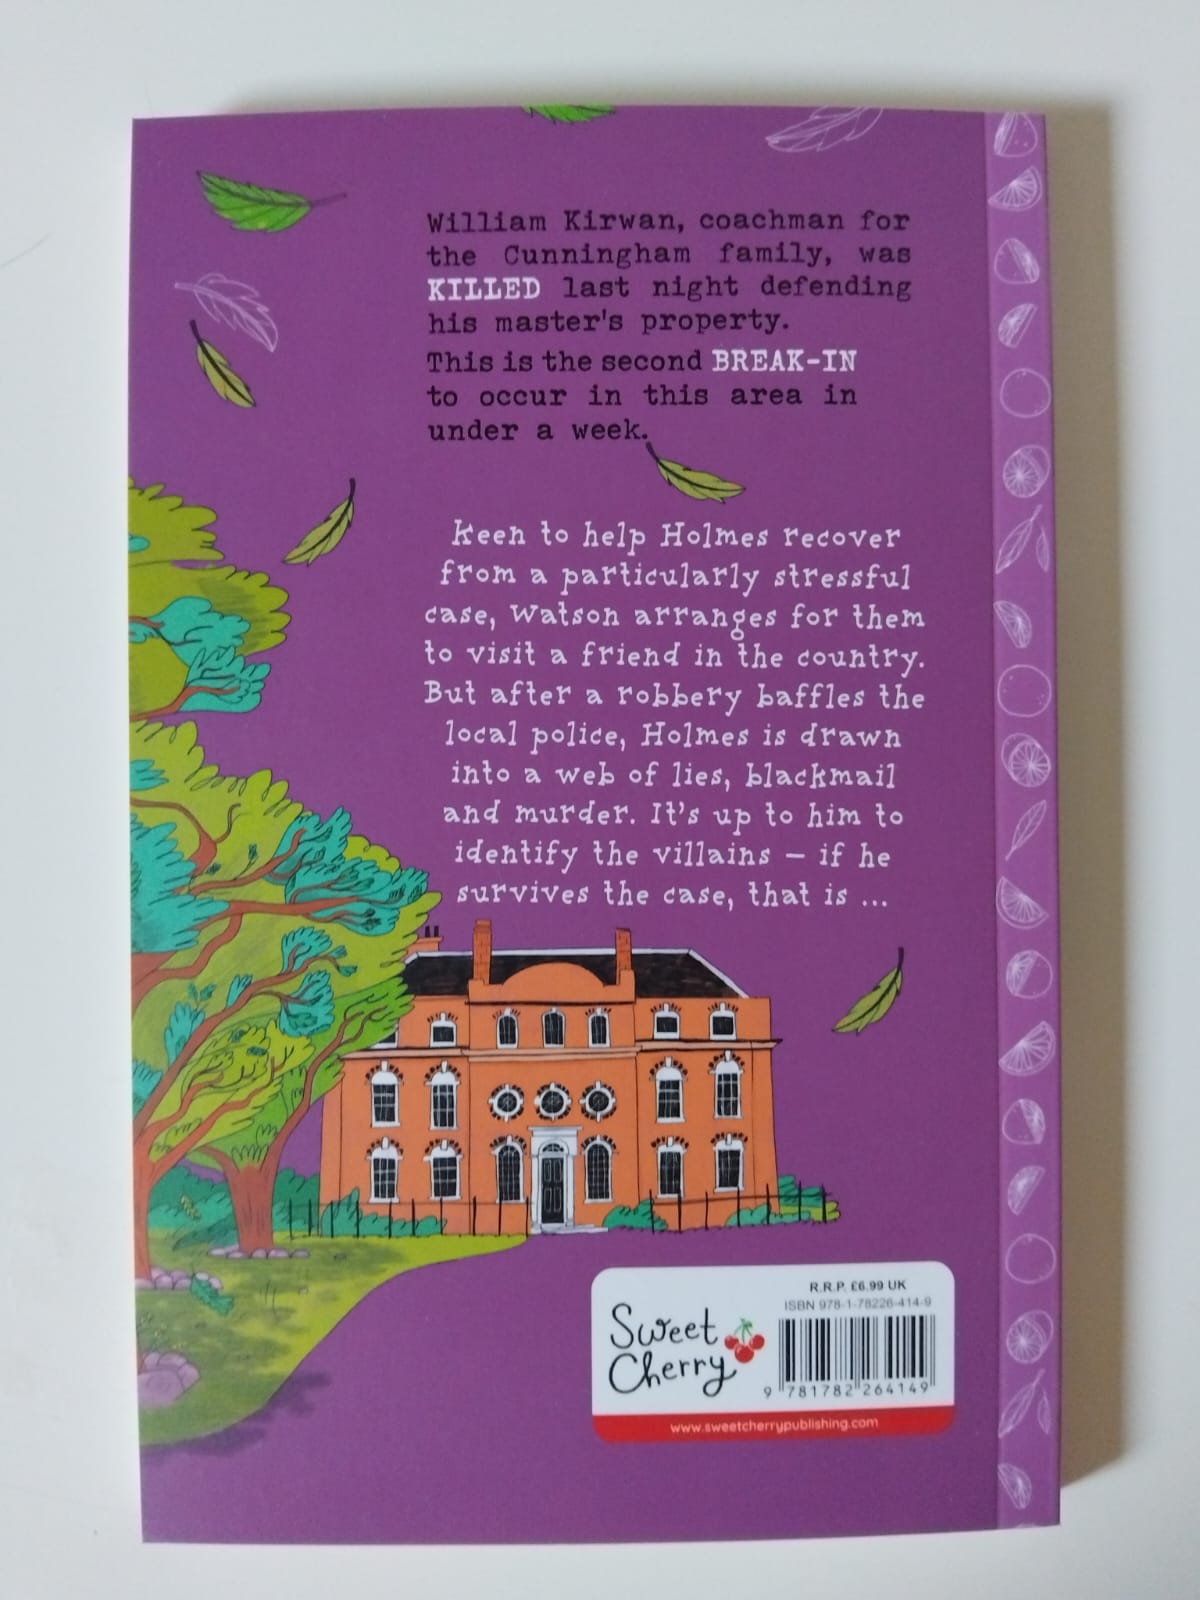 William Kirwan, coachman for
the Cunningham family, was
KILLED last night defending
his master's property.
This is the second BREAK-IN
to occur in this area in
under a week.
Keen to help Holmes recover
from a particularly stressful
case, Watson arranges for them
to visit a friend in the country.
But after a robbery baffles the
local police, Holmes is drawn
into a web of lies, blackmail
and murder. It's up to him to
identify the villains – if he
survives the case, that is ...
Sweet
Cherry
R.R.P. £6.99 UK
ISBN 978-1-78226-414-9
9 781782 264149
www.sweetcherrypublishing.com